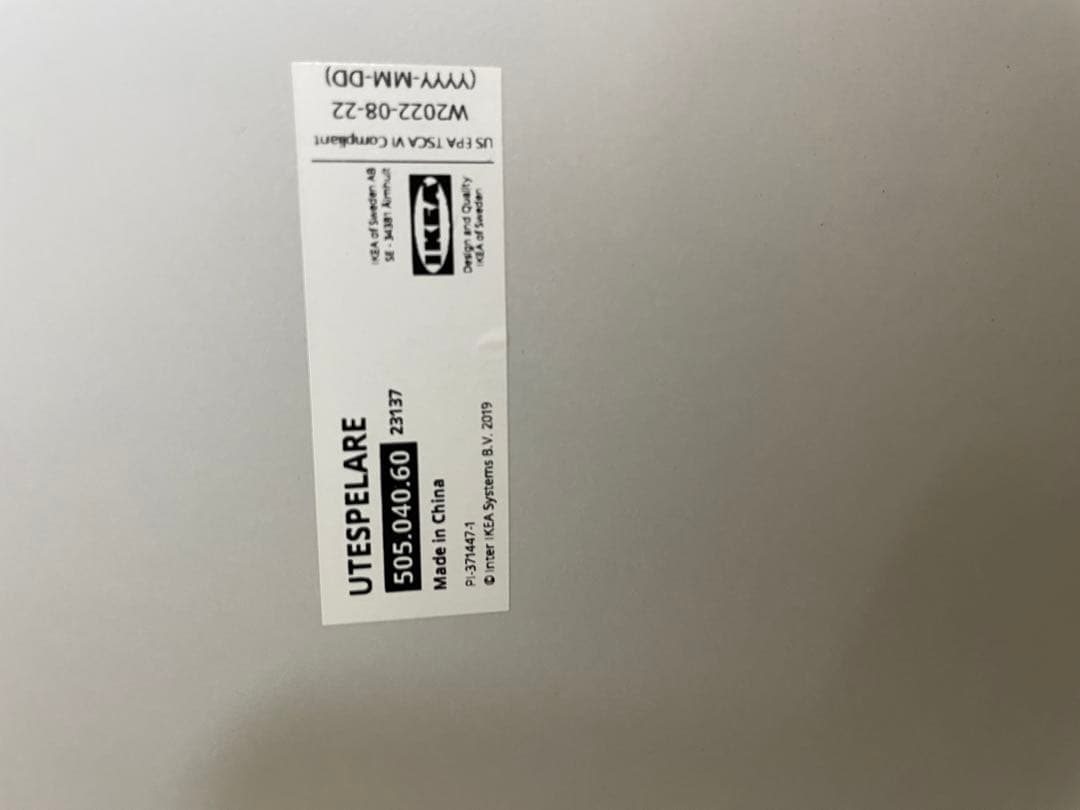 UTESPELARE
505.040.60 23137
Made in China
PI-371447-1
© Inter IKEA Systems B.V. 2019
IKEA of Sweden AB
SE - 34381 Älmhult
IKEA
Design and Quality
IKEA of Sweden
US EPA TSCA VI Compliant
W2022-08-22
(YYYY-MM-DD)